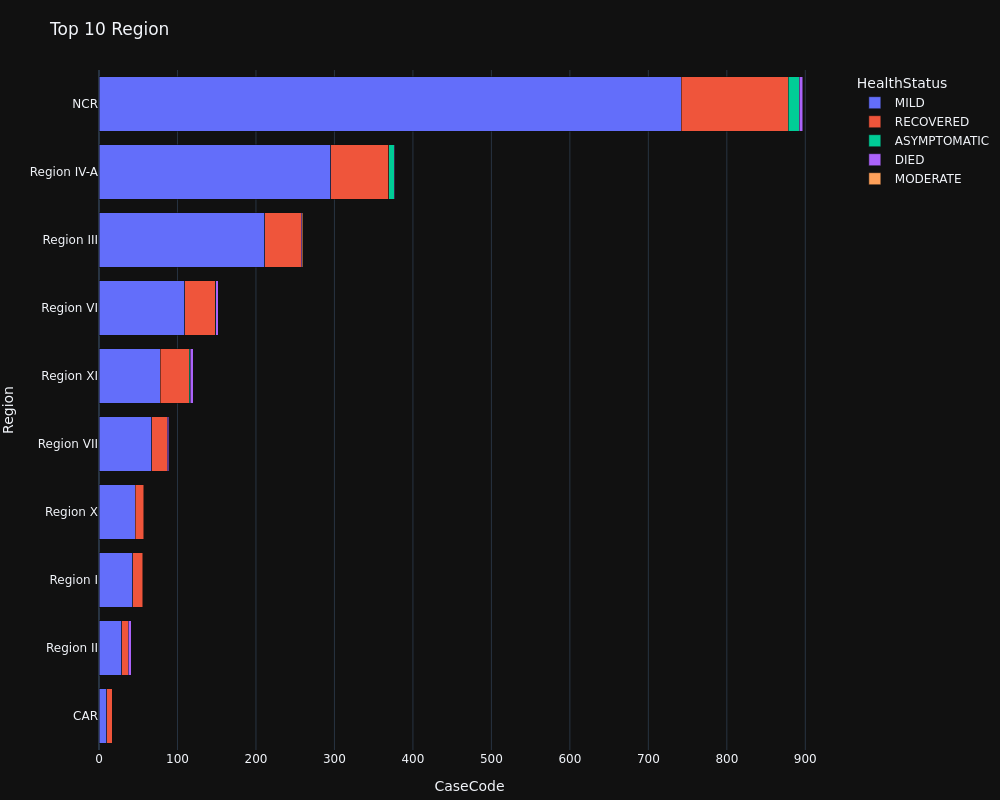 Top 10 Region
HealthStatus
MILD
RECOVERED
ASYMPTOMATIC
DIED
MODERATE
Region
NCR
Region IV-A
Region III
Region VI
Region XI
Region VII
Region X
Region I
Region II
CAR
0 100 200 300 400 500 600 700 800 900
CaseCode